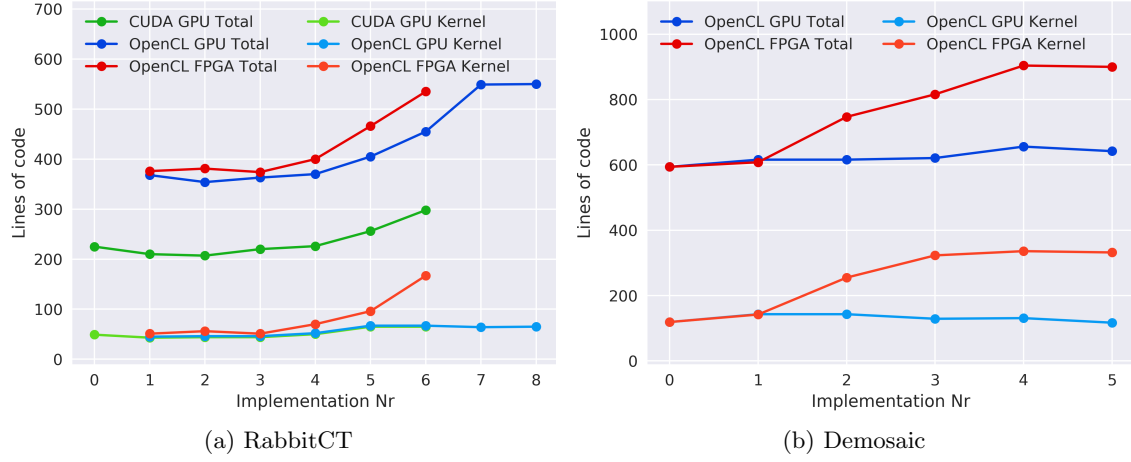 CUDA GPU Total
OpenCL GPU Total
OpenCL FPGA Total
CUDA GPU Kernel
OpenCL GPU Kernel
OpenCL FPGA Kernel
700
600
500
400
300
200
100
0
Lines of code
0 1 2 3 4 5 6 7 8
Implementation Nr
(a) RabbitCT
OpenCL GPU Total
OpenCL FPGA Total
OpenCL GPU Kernel
OpenCL FPGA Kernel
1000
800
600
400
200
0
Lines of code
0 1 2 3 4 5
Implementation Nr
(b) Demosaic